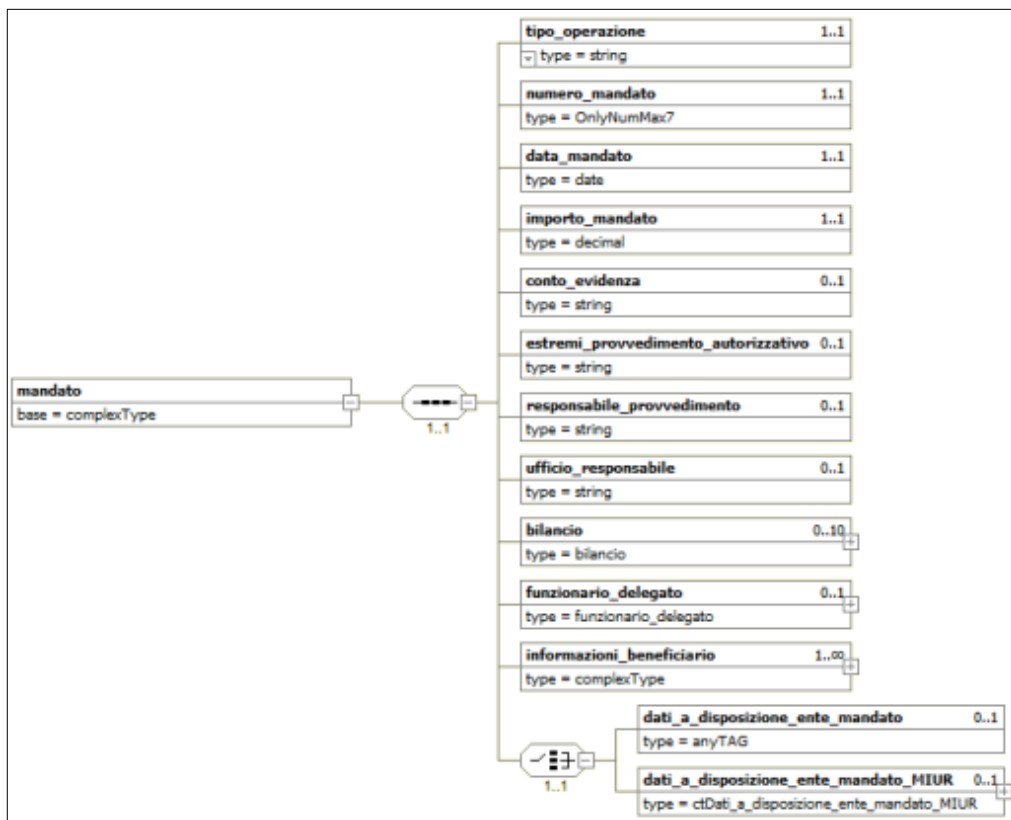 tipo_operazione 1..1
type = string
numero_mandato 1..1
type = OnlyNumMax7
data_mandato 1..1
type = date
importo_mandato 1..1
type = decimal
conto_evidenza 0..1
type = string
estremi_provvedimento_autorizzativo 0..1
type = string
mandato
base = complexType
1..1
responsabile_provvedimento 0..1
type = string
ufficio_responsabile 0..1
type = string
bilancio 0..10
type = bilancio
funzionario_delegato 0..1
type = funzionario_delegato
informazioni_beneficiario 1..∞
type = complexType
1..1
dati_a_disposizione_ente_mandato 0..1
type = anyTAG
dati_a_disposizione_ente_mandato_MIUR 0..1
type = ctDati_a_disposizione_ente_mandato_MIUR